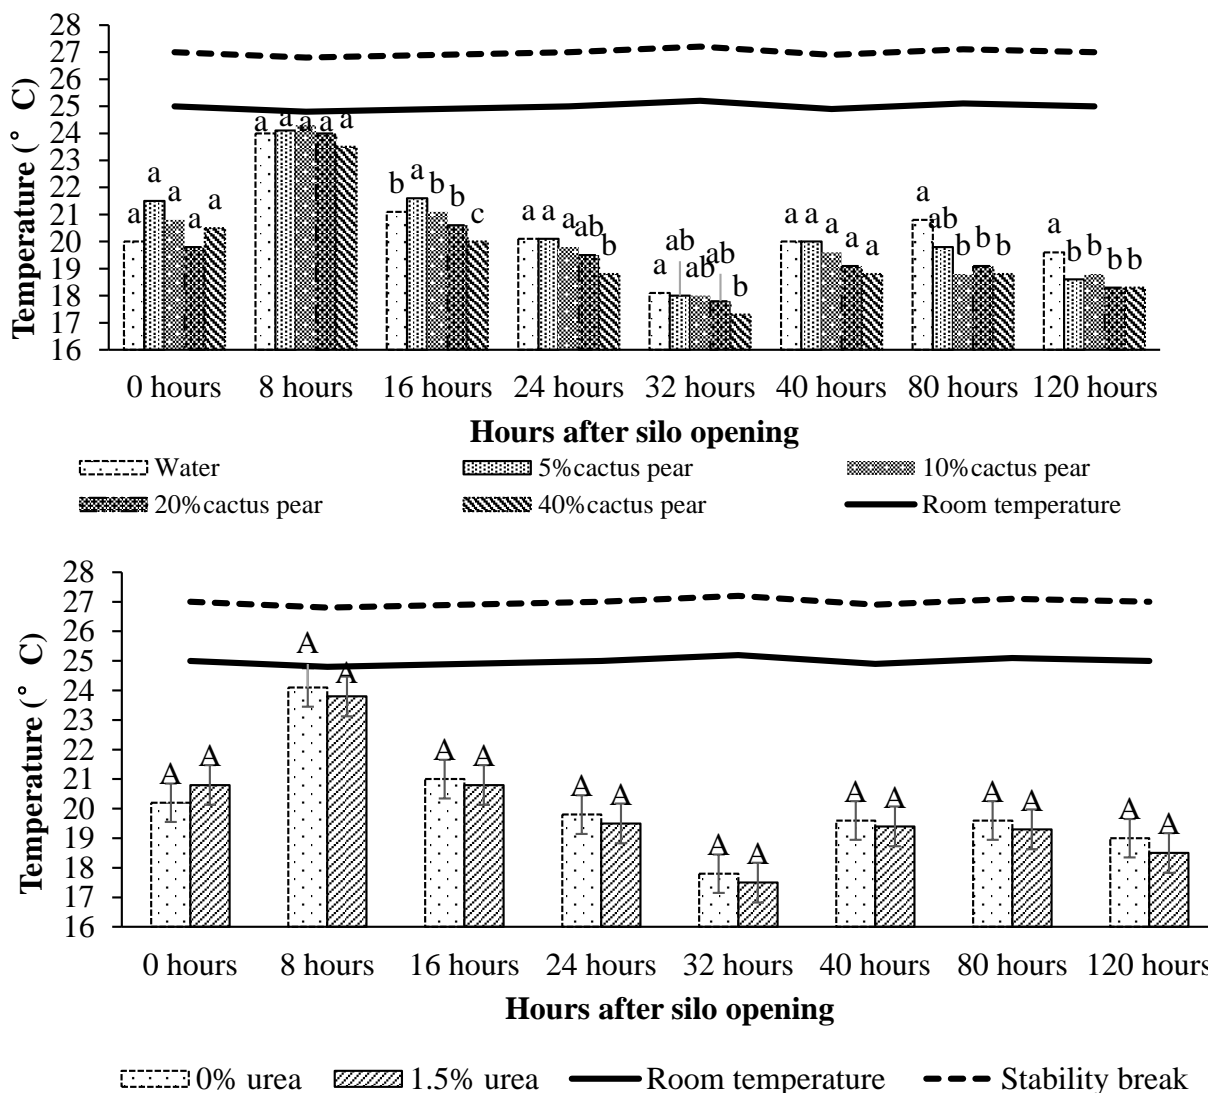 28
27
26
25
24
23
22
21
20
19
18
17
16
Temperature (° C)
a a a a a
a a a a a
b a b b c
a a a ab b
a ab ab ab b
a a a a a
a ab b b b
a b b b b
0 hours 8 hours 16 hours 24 hours 32 hours 40 hours 80 hours 120 hours
Hours after silo opening
Water 5%cactus pear 10%cactus pear
20%cactus pear 40%cactus pear Room temperature
28
27
26
25
24
23
22
21
20
19
18
17
16
Temperature (° C)
A A A A A A A A A A A A A A A A
0 hours 8 hours 16 hours 24 hours 32 hours 40 hours 80 hours 120 hours
Hours after silo opening
0% urea 1.5% urea Room temperature Stability break